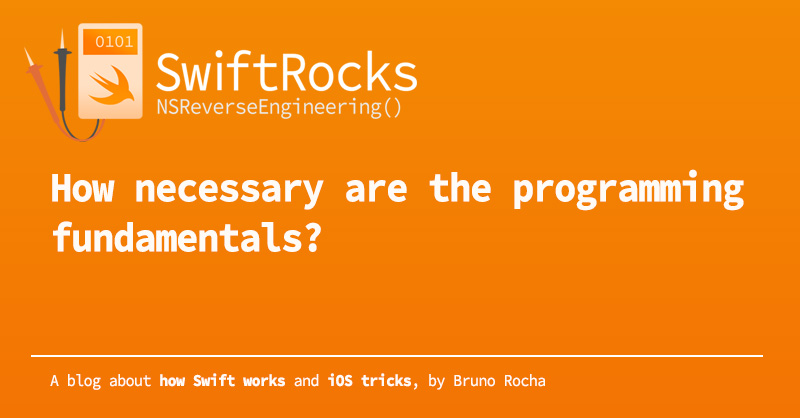 0101
SwiftRocks
NSReverseEngineering()
How necessary are the programming
fundamentals?
A blog about how Swift works and iOS tricks, by Bruno Rocha